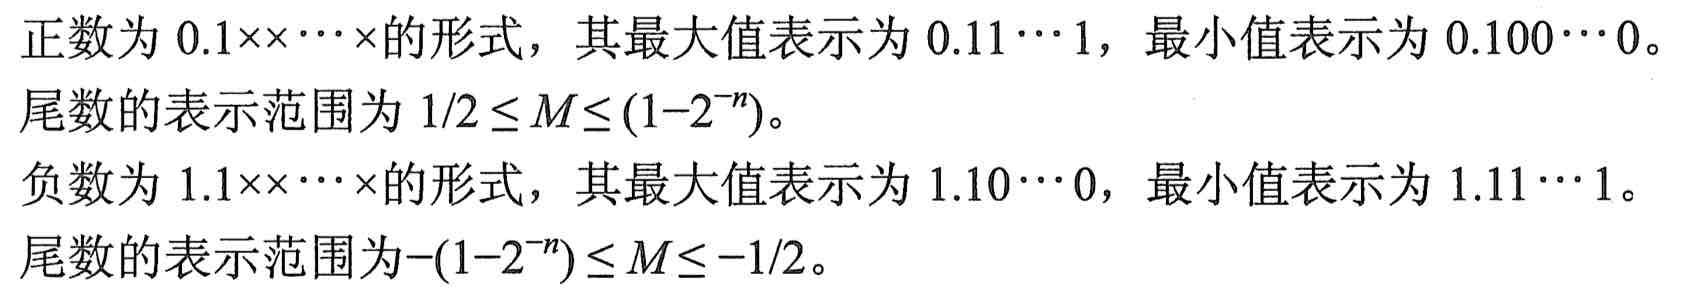 正数为 0.1××⋯×的形式，其最大值表示为 0.11⋯1，最小值表示为 0.100⋯0。
尾数的表示范围为 1/2 ≤ M ≤ (1−2⁻ⁿ)。
负数为 1.1××⋯×的形式，其最大值表示为 1.10⋯0，最小值表示为 1.11⋯1。
尾数的表示范围为−(1−2⁻ⁿ) ≤ M ≤ −1/2。